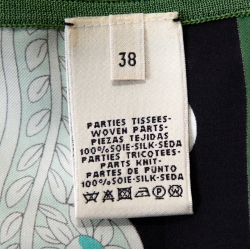 38
PARTIES TISSEES-
WOVEN PARTS-
PIEZAS TEJIDAS
100%SOIE-SILK-SEDA
PARTIES TRICOTEES-
PARTS KNIT-
PARTES DE PUNTO
100%SOIE-SILK-SEDA